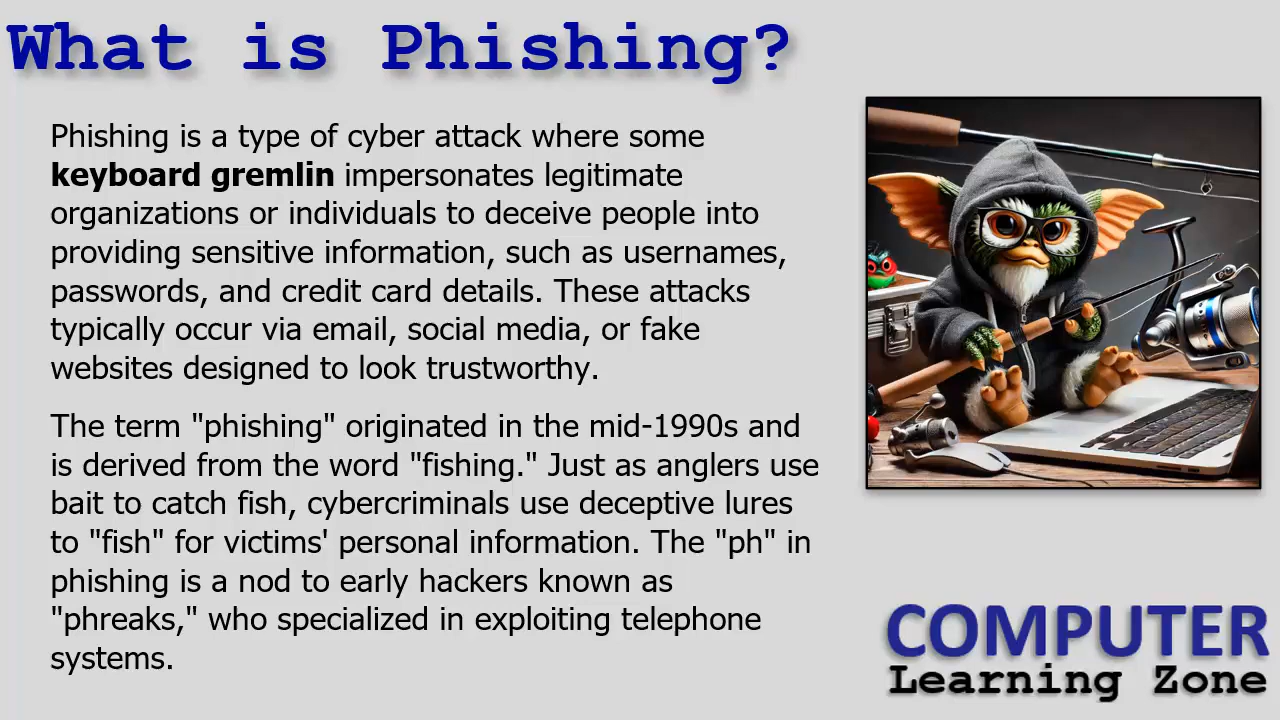 What is Phishing?
Phishing is a type of cyber attack where some
keyboard gremlin impersonates legitimate
organizations or individuals to deceive people into
providing sensitive information, such as usernames,
passwords, and credit card details. These attacks
typically occur via email, social media, or fake
websites designed to look trustworthy.
The term "phishing" originated in the mid-1990s and
is derived from the word "fishing." Just as anglers use
bait to catch fish, cybercriminals use deceptive lures
to "fish" for victims' personal information. The "ph" in
phishing is a nod to early hackers known as
"phreaks," who specialized in exploiting telephone
systems.
COMPUTER
Learning Zone